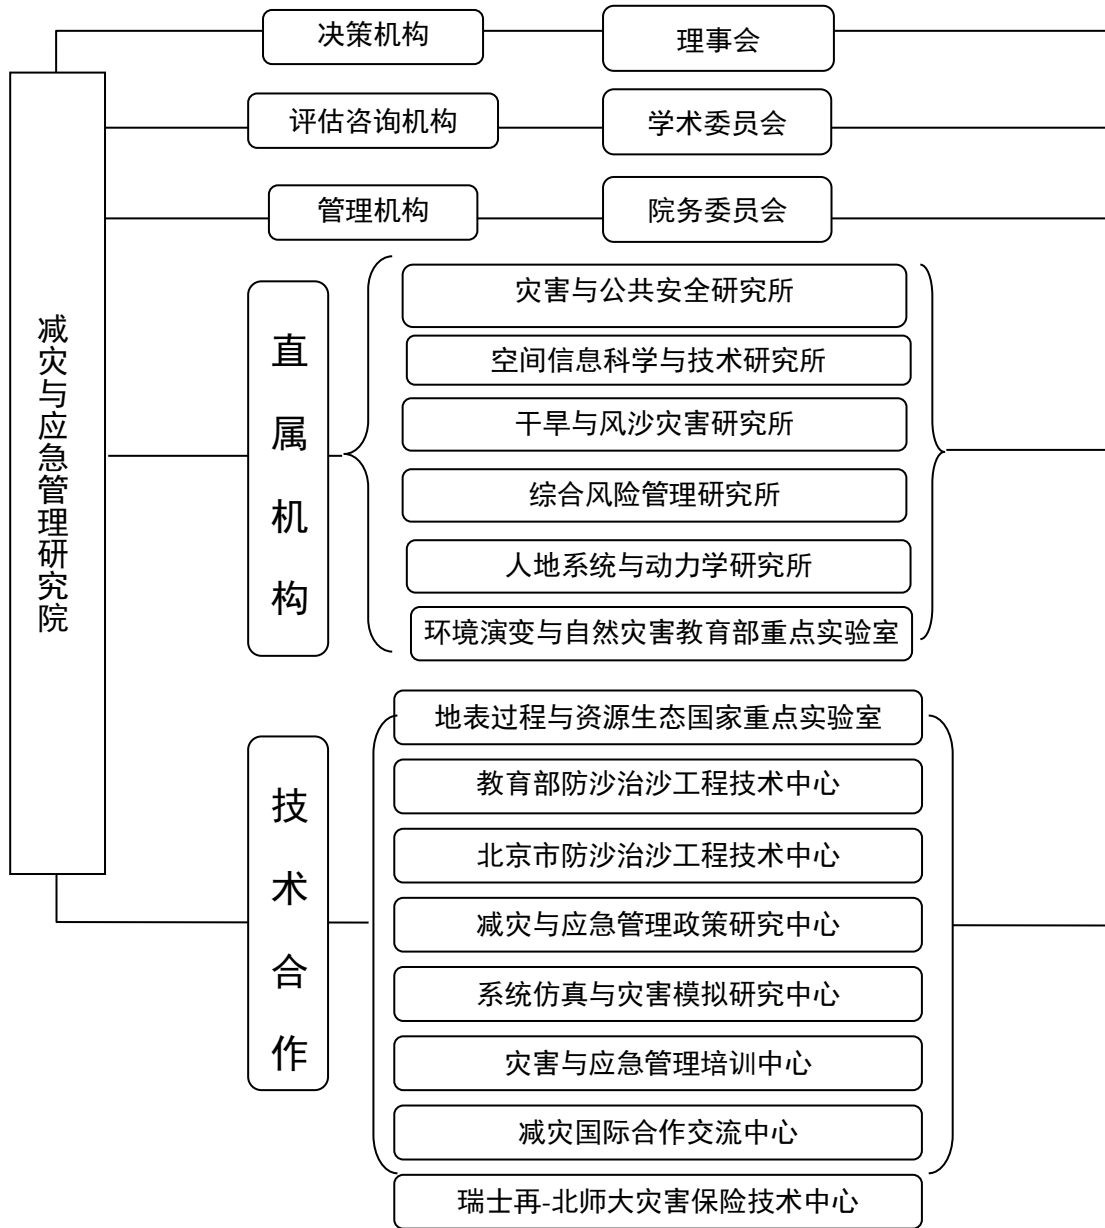 决策机构
理事会
评估咨询机构
学术委员会
管理机构
院务委员会
减灾与应急管理研究院
直属机构
灾害与公共安全研究所
空间信息科学与技术研究所
干旱与风沙灾害研究所
综合风险管理研究所
人地系统与动力学研究所
环境演变与自然灾害教育部重点实验室
技术合作
地表过程与资源生态国家重点实验室
教育部防沙治沙工程技术中心
北京市防沙治沙工程技术中心
减灾与应急管理政策研究中心
系统仿真与灾害模拟研究中心
灾害与应急管理培训中心
减灾国际合作交流中心
瑞士再-北师大灾害保险技术中心